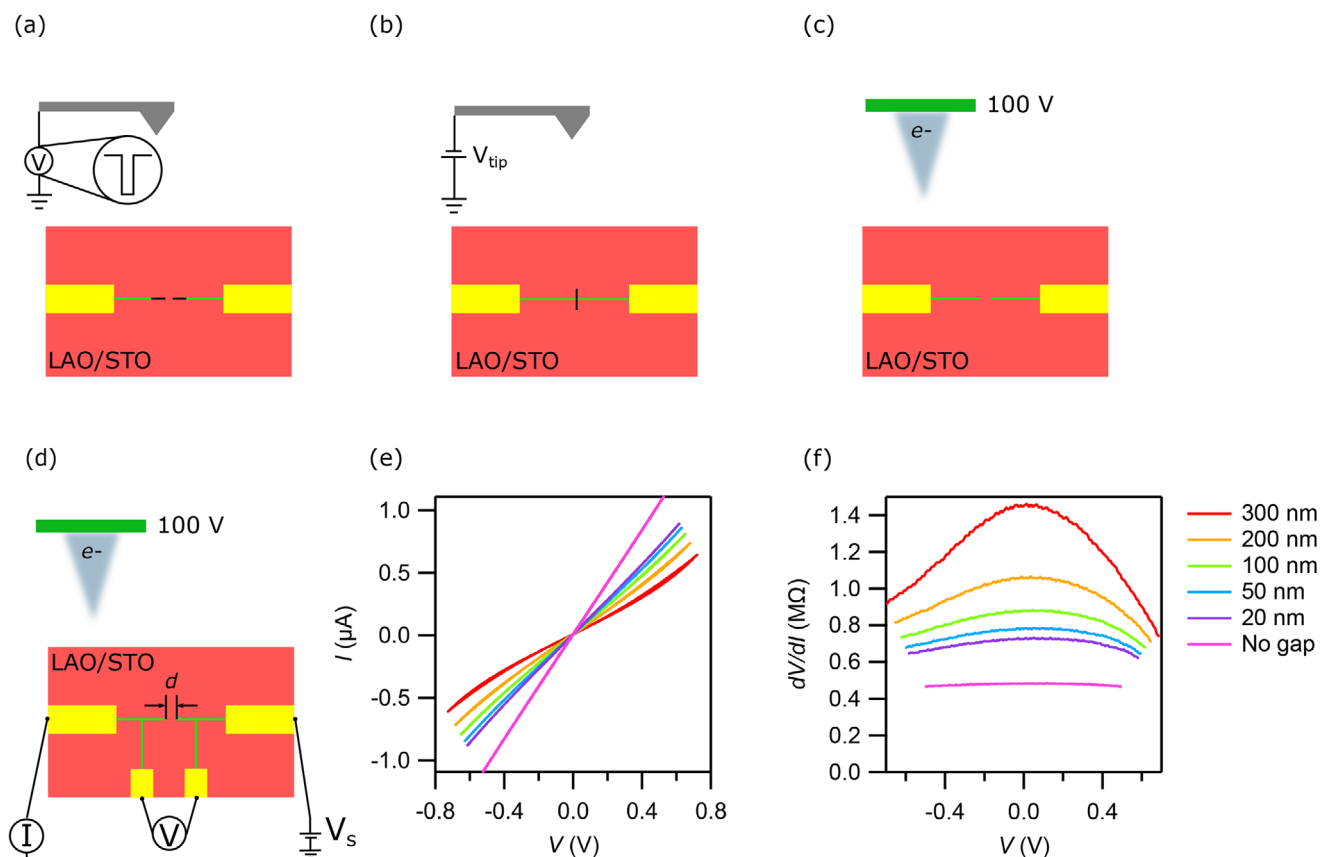 (a)
(b)
(c)
V
V_tip
100 V
e-
LAO/STO
LAO/STO
LAO/STO
(d)
(e)
(f)
100 V
e-
LAO/STO
d
I
V
V_s
1.0
0.5
0.0
-0.5
-1.0
I (μA)
-0.8
-0.4
0.0
0.4
0.8
V (V)
1.4
1.2
1.0
0.8
0.6
0.4
0.2
0.0
dV/dI (MΩ)
-0.4
0.0
0.4
V (V)
300 nm
200 nm
100 nm
50 nm
20 nm
No gap